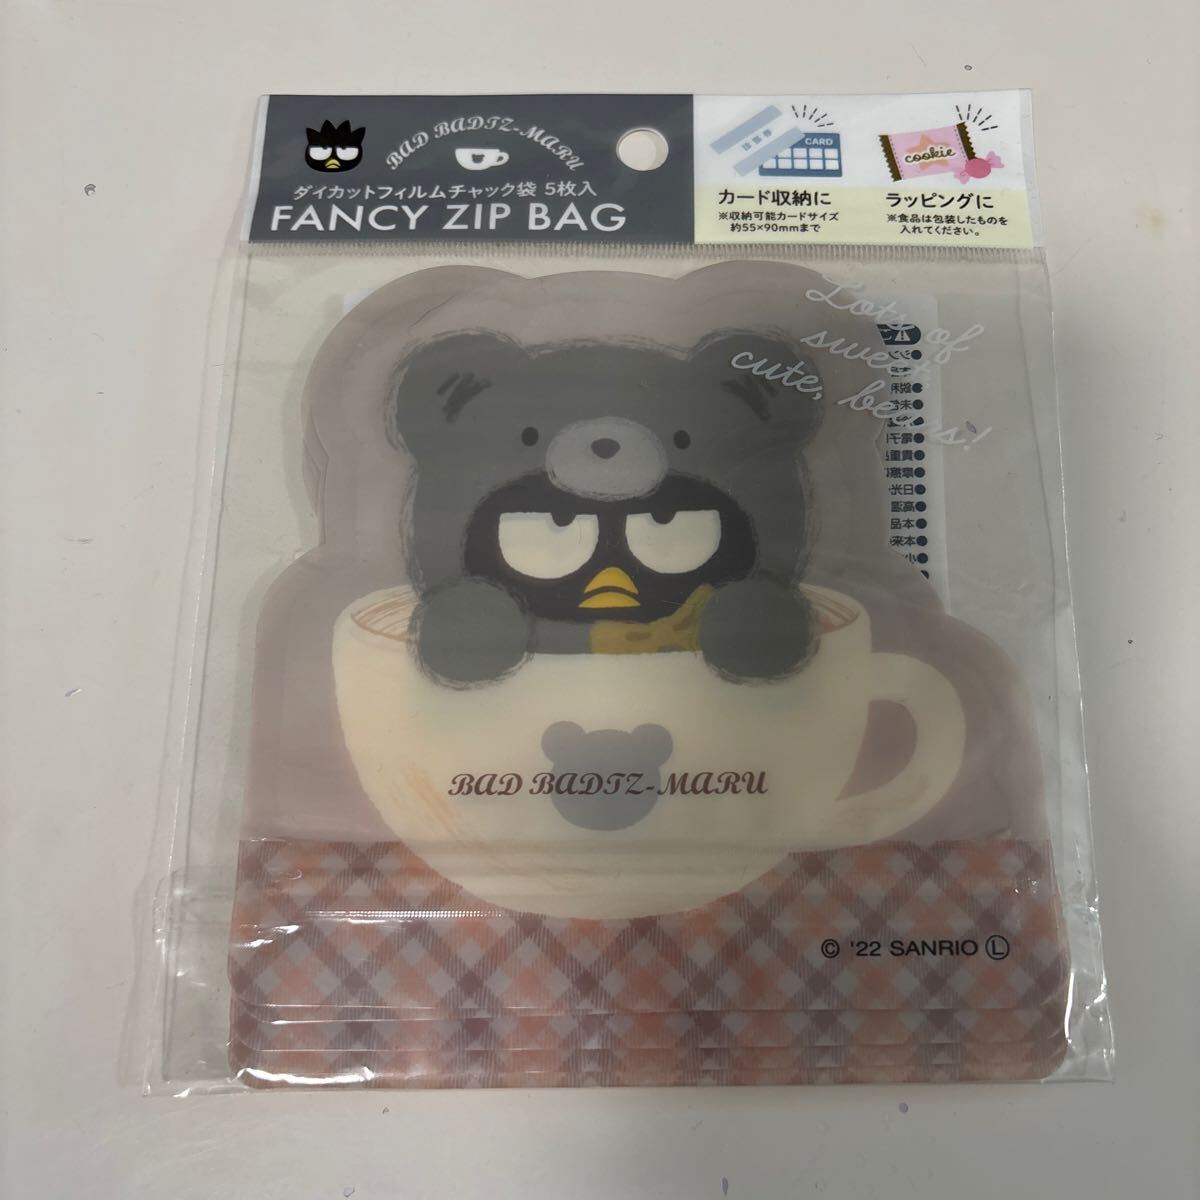 BAD BADTZ-MARU
ダイカットフィルムチャック袋 5枚入
FANCY ZIP BAG
診察券
CARD
カード収納に
※収納可能カードサイズ
約55×90mmまで
cookie
ラッピングに
※食品は包装したものを
入れてください。
Lots of
sweet,
cute, bears!
BAD BADTZ-MARU
© '22 SANRIO Ⓛ